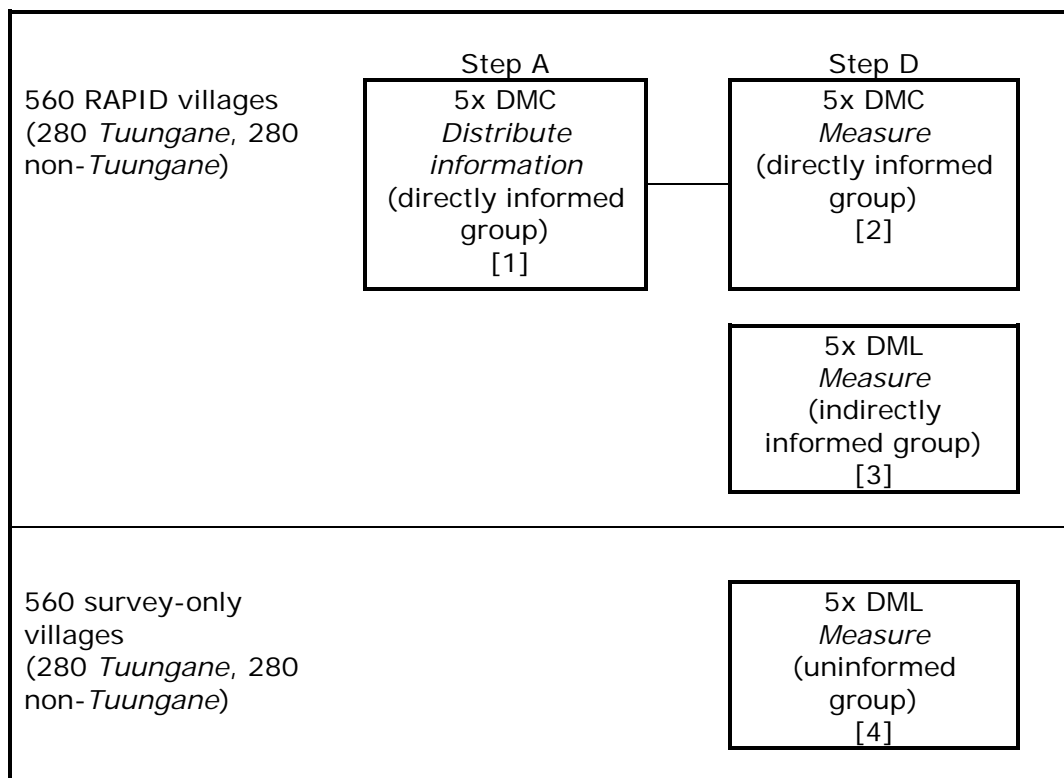 560 RAPID villages
(280 Tuungane, 280
non-Tuungane)
Step A
5x DMC
Distribute
information
(directly informed
group)
[1]
Step D
5x DMC
Measure
(directly informed
group)
[2]
5x DML
Measure
(indirectly
informed group)
[3]
560 survey-only
villages
(280 Tuungane, 280
non-Tuungane)
5x DML
Measure
(uninformed
group)
[4]